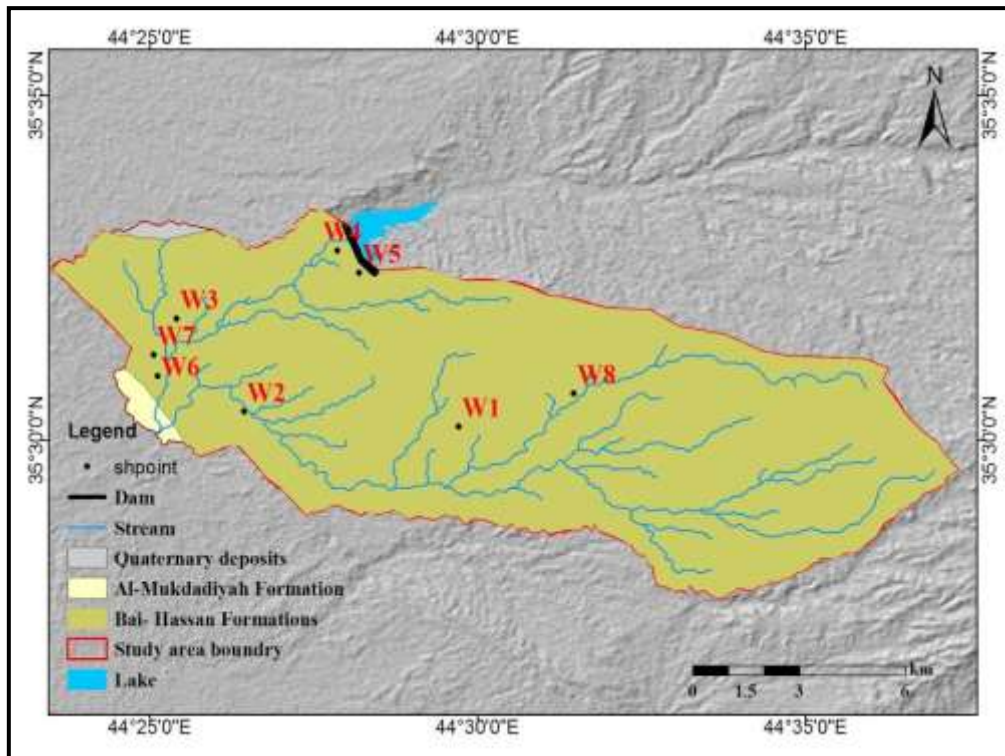 44°25'0"E 44°30'0"E 44°35'0"E
35°35'0"N
35°35'0"N
N
W4
W5
W3
W7
W6
W2
W8
W1
35°30'0"N
35°30'0"N
Legend
shpoint
Dam
Stream
Quaternary deposits
Al-Mukdadiyah Formation
Bai- Hassan Formations
Study area boundry
Lake
km
0 1.5 3 6
44°25'0"E 44°30'0"E 44°35'0"E